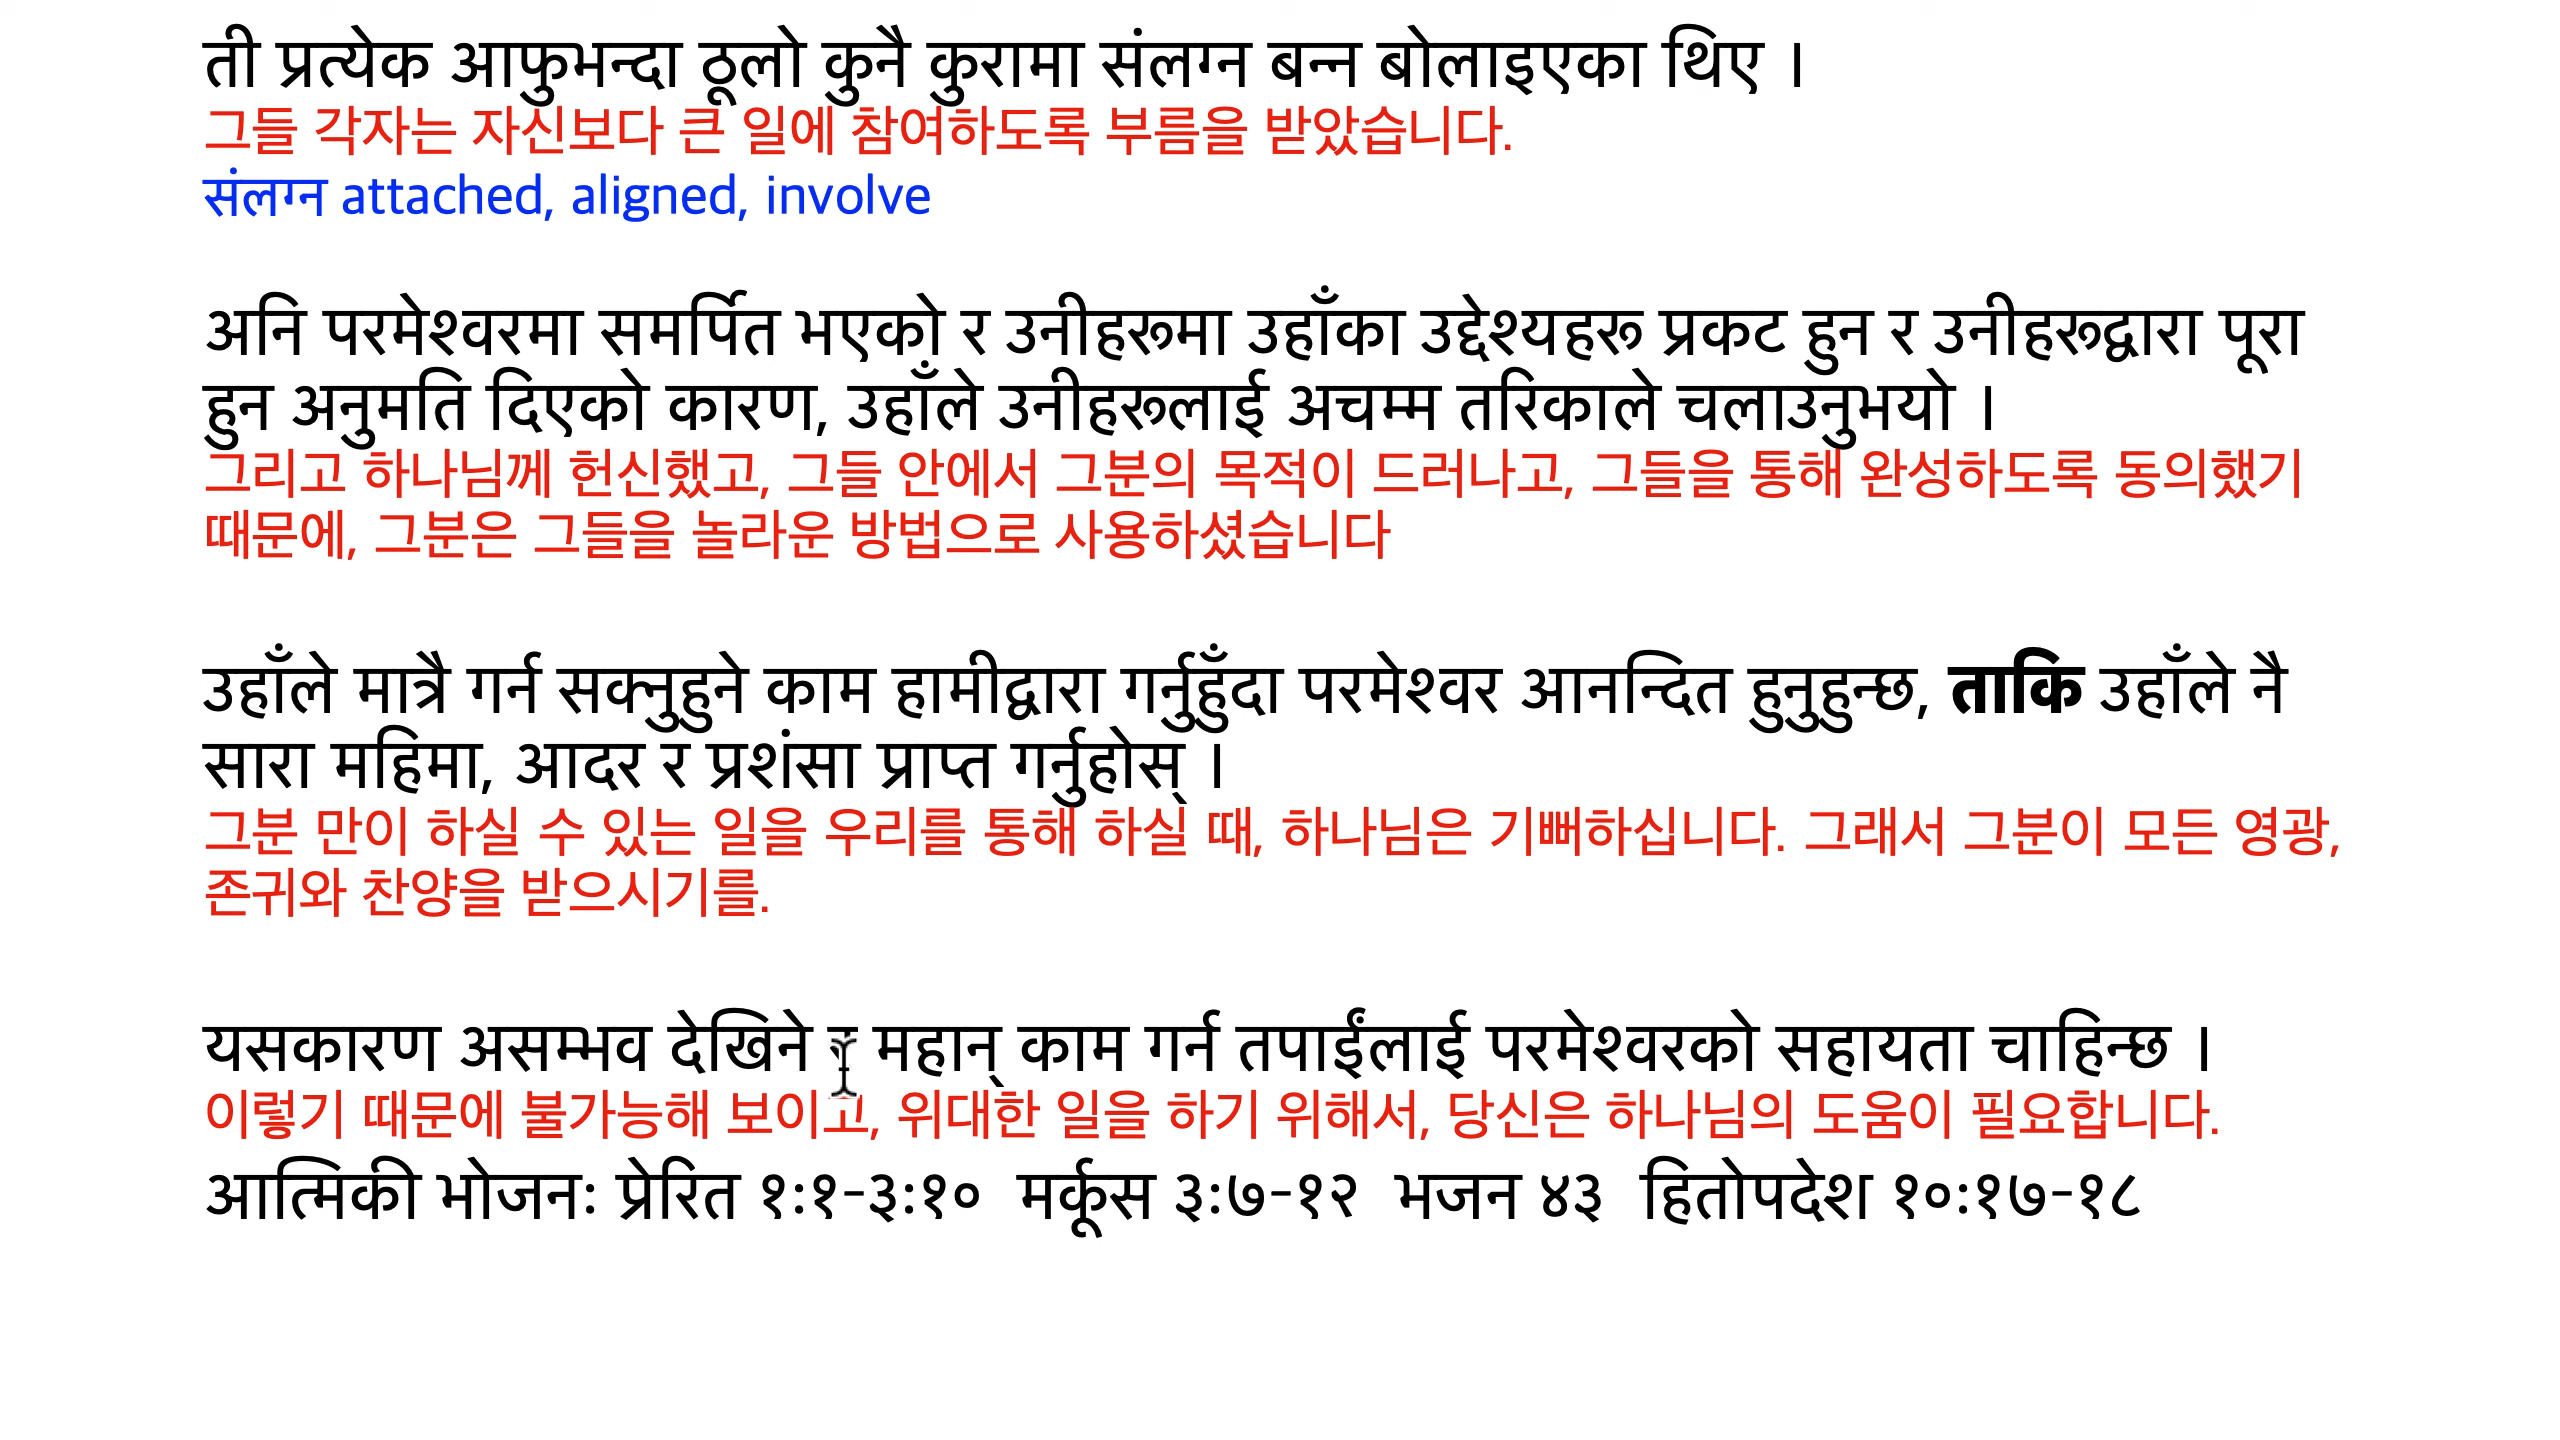 ती प्रत्येक आफुभन्दा ठूलो कुनै कुरामा संलग्न बन्न बोलाइएका थिए ।
그들 각자는 자신보다 큰 일에 참여하도록 부름을 받았습니다.
संलग्न attached, aligned, involve
अनि परमेश्वरमा समर्पित भएको र उनीहरूमा उहाँका उद्देश्यहरू प्रकट हुन र उनीहरूद्वारा पूरा
हुन अनुमति दिएको कारण, उहाँले उनीहरूलाई अचम्म तरिकाले चलाउनुभयो ।
그리고 하나님께 헌신했고, 그들 안에서 그분의 목적이 드러나고, 그들을 통해 완성하도록 동의했기
때문에, 그분은 그들을 놀라운 방법으로 사용하셨습니다
उहाँले मात्रै गर्न सक्नुहुने काम हामीद्वारा गर्नुहुँदा परमेश्वर आनन्दित हुनुहुन्छ, ताकि उहाँले नै
सारा महिमा, आदर र प्रशंसा प्राप्त गर्नुहोस् ।
그분 만이 하실 수 있는 일을 우리를 통해 하실 때, 하나님은 기뻐하십니다. 그래서 그분이 모든 영광,
존귀와 찬양을 받으시기를.
यसकारण असम्भव देखिने र महान् काम गर्न तपाईंलाई परमेश्वरको सहायता चाहिन्छ ।
이렇기 때문에 불가능해 보이고, 위대한 일을 하기 위해서, 당신은 하나님의 도움이 필요합니다.
आत्मिकी भोजनः प्रेरित १:१-३:१० मर्कूस ३:७-१२ भजन ४३ हितोपदेश १०:१७-१८